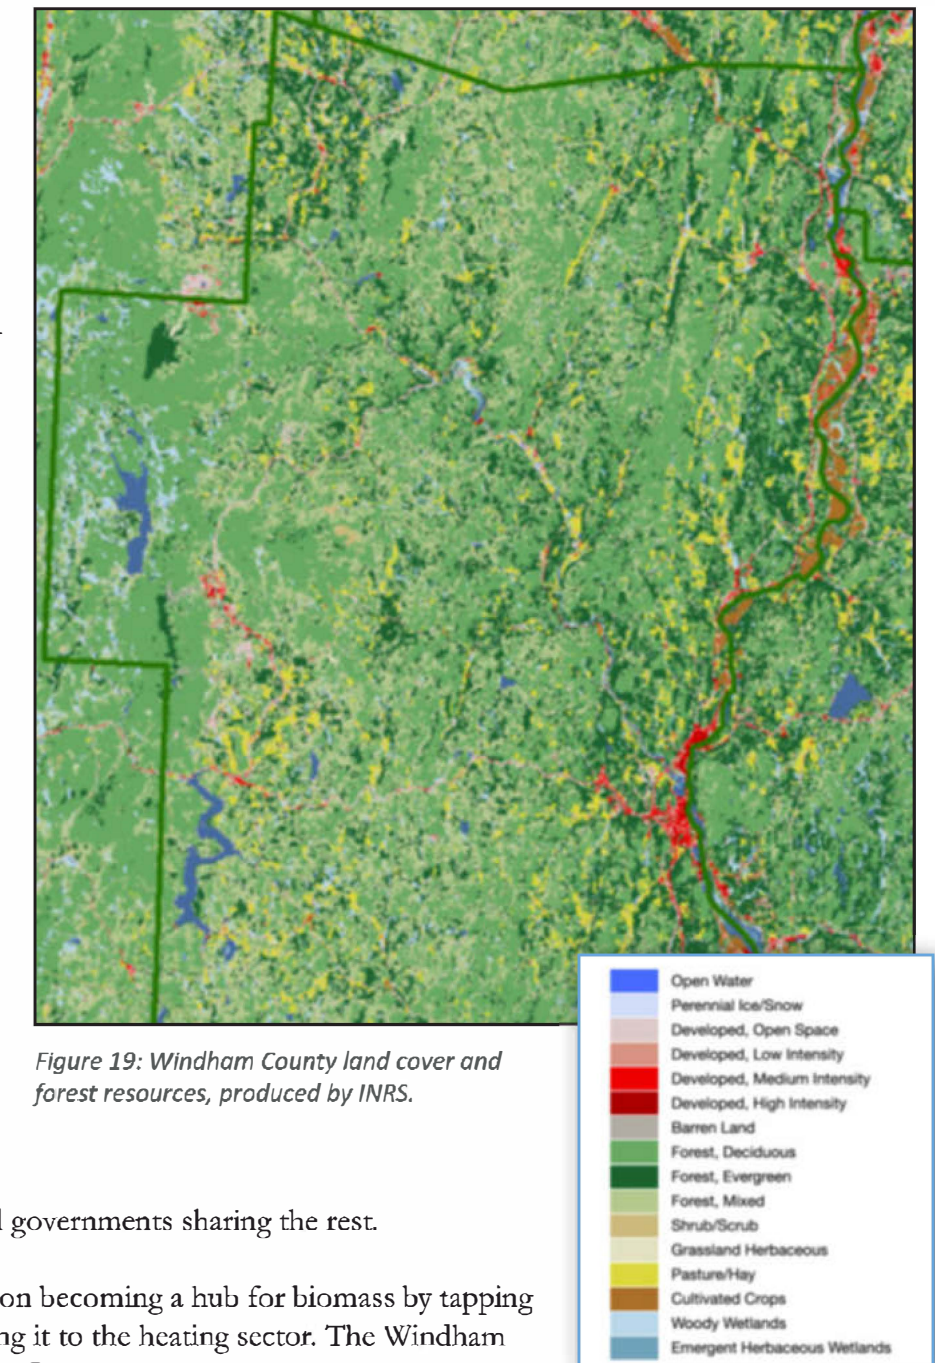 Figure 19: Windham County land cover and
forest resources, produced by INRS.
Open Water
Perennial Ice/Snow
Developed, Open Space
Developed, Low Intensity
Developed, Medium Intensity
Developed, High Intensity
Barren Land
Forest, Deciduous
Forest, Evergreen
Forest, Mixed
Shrub/Scrub
Grassland Herbaceous
Pasture/Hay
Cultivated Crops
Woody Wetlands
Emergent Herbaceous Wetlands
governments sharing the rest.
on becoming a hub for biomass by tapping
ng it to the heating sector. The Windham